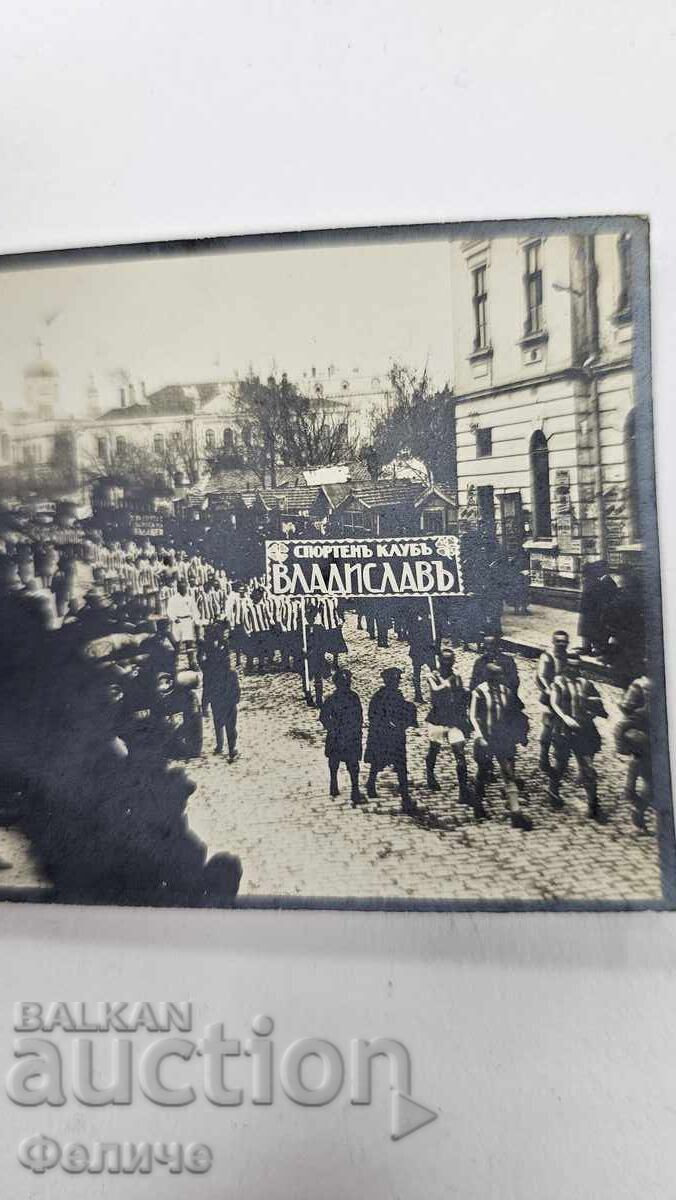 СПОРТЕНЪ КЛУБЪ
ВЛАДИСЛАВЪ
BALKAN
auction
Феличе